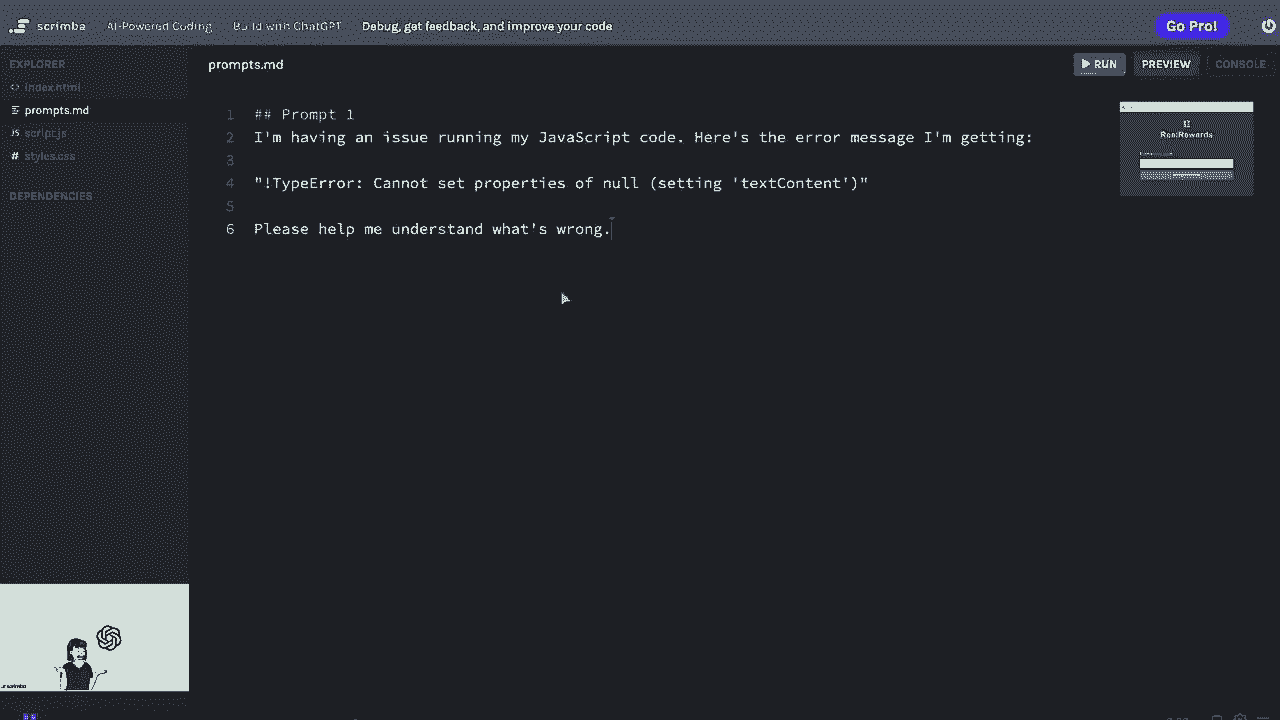 scrimba AI-Powered Coding Build with ChatGPT Debug, get feedback, and improve your code Go Pro!
EXPLORER
index.html
prompts.md
script.js
styles.css
DEPENDENCIES
prompts.md
RUN PREVIEW CONSOLE
1 ## Prompt 1
2 I'm having an issue running my JavaScript code. Here's the error message I'm getting:
3
4 "!TypeError: Cannot set properties of null (setting 'textContent')"
5
6 Please help me understand what's wrong.
scrimba